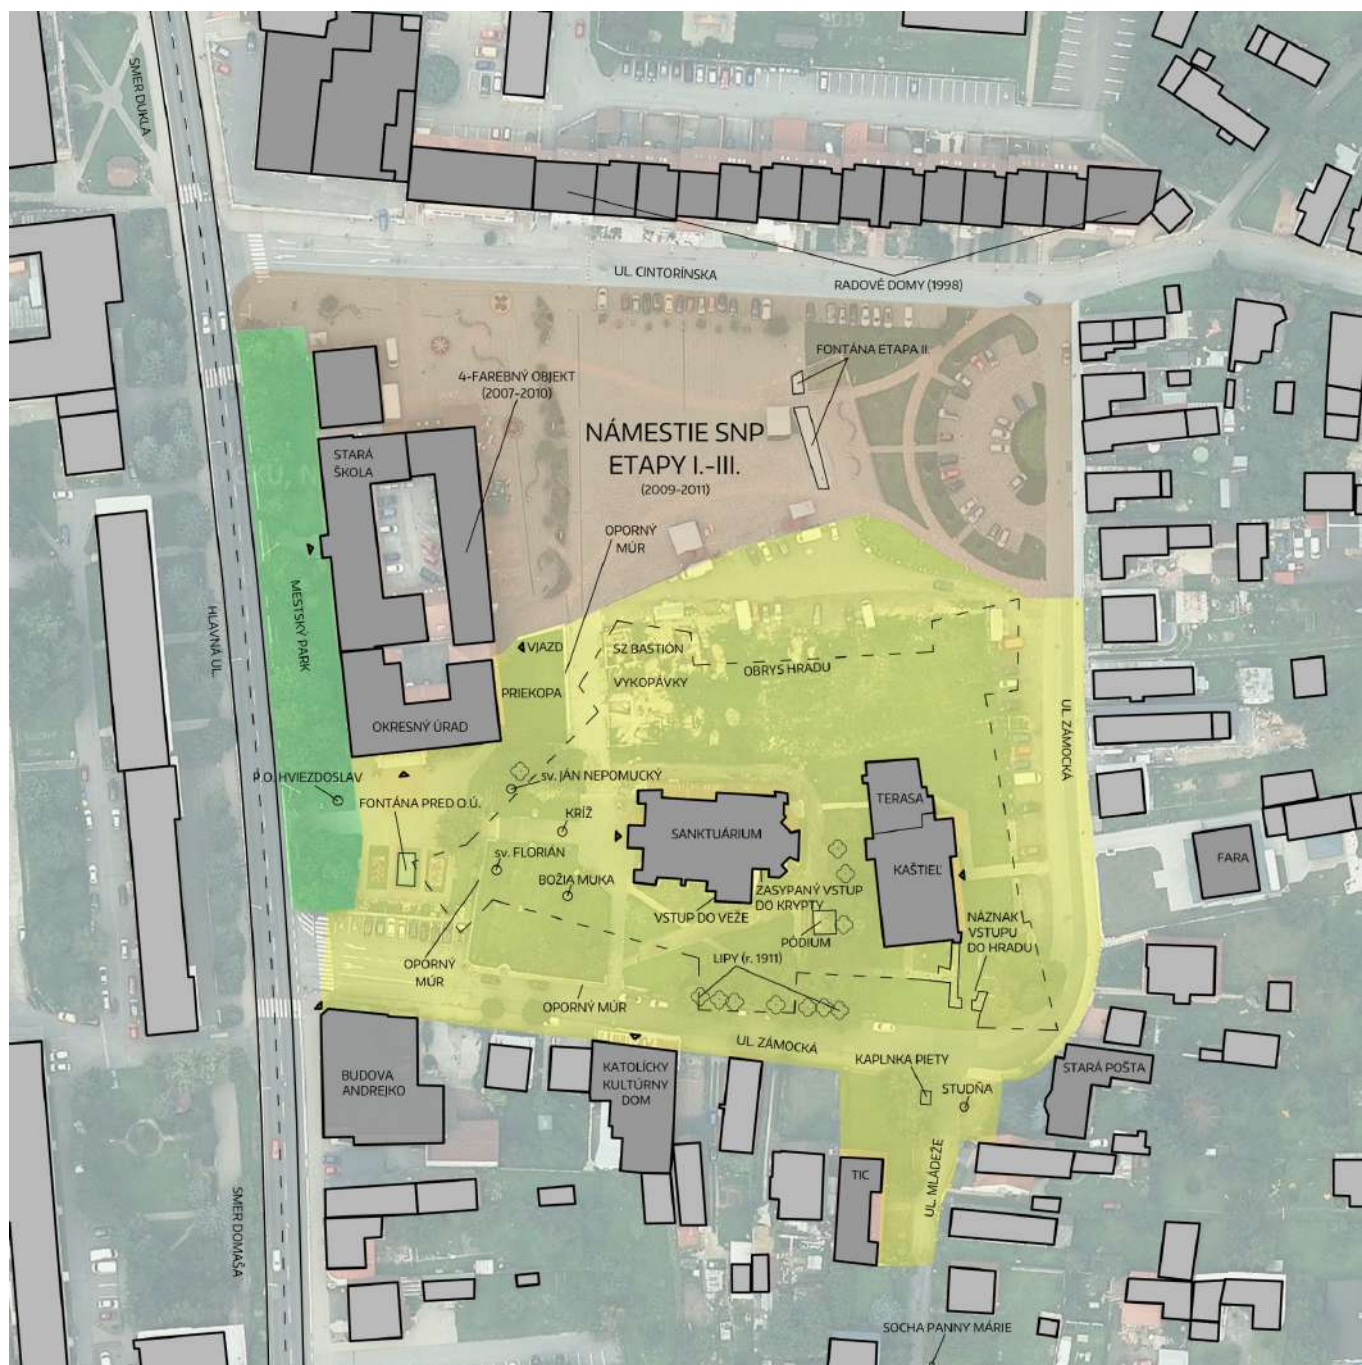 2019
SMER DUKLA
UL. CINTORÍNSKA
RADOVÉ DOMY (1998)
FONTÁNA ETAPA II.
4-FAREBNÝ OBJEKT
(2007-2010)
NÁMESTIE SNP
ETAPY I.-III.
(2009-2011)
STARÁ
ŠKOLA
OPORNÝ
MÚR
MESTSKÝ PARK
HLAVNÁ UL.
VJAZD
SZ BASTIÓN
OBRYS HRADU
PRIEKOPA
VYKOPÁVKY
UL. ZÁMOCKÁ
OKRESNÝ ÚRAD
P.O. HVIEZDOSLAV
sv. JÁN NEPOMUCKÝ
FONTÁNA PRED O.Ú.
KRÍŽ
TERASA
SANKTUÁRIUM
sv. FLORIÁN
BOŽIA MUKA
KAŠTIEĽ
FARA
ZASYPANÝ VSTUP
DO KRYPTY
VSTUP DO VEŽE
NÁZNAK
VSTUPU
DO HRADU
PÓDIUM
LIPY (r. 1911)
OPORNÝ
MÚR
OPORNÝ MÚR
UL. ZÁMOCKÁ
KAPLNKA PIETY
STARÁ POŠTA
BUDOVA
ANDREJKO
KATOLÍCKY
KULTÚRNY
DOM
STUDŇA
TIC
UL. MLÁDEŽE
SMER DOMAŠA
SOCHA PANNY MÁRIE